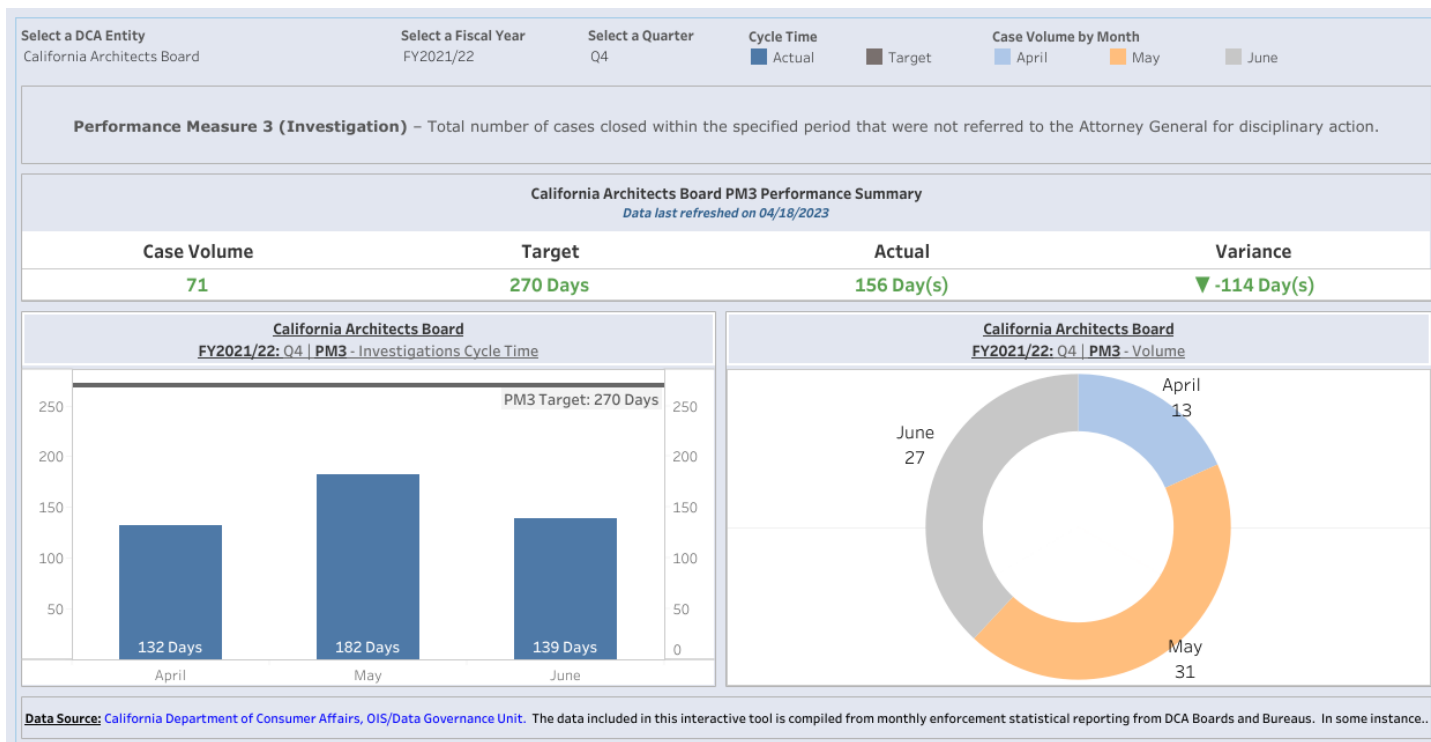 Select a DCA Entity
California Architects Board
Select a Fiscal Year
FY2021/22
Select a Quarter
Q4
Cycle Time
Actual
Target
Case Volume by Month
April
May
June
Performance Measure 3 (Investigation) – Total number of cases closed within the specified period that were not referred to the Attorney General for disciplinary action.
California Architects Board PM3 Performance Summary
Data last refreshed on 04/18/2023
Case Volume Target Actual Variance
71 270 Days 156 Day(s) ▼ -114 Day(s)
California Architects Board
FY2021/22: Q4 | PM3 - Investigations Cycle Time
PM3 Target: 270 Days
250 250
200 200
150 150
100 100
50 50
0
132 Days 182 Days 139 Days
April May June
California Architects Board
FY2021/22: Q4 | PM3 - Volume
April
13
June
27
May
31
Data Source: California Department of Consumer Affairs, OIS/Data Governance Unit. The data included in this interactive tool is compiled from monthly enforcement statistical reporting from DCA Boards and Bureaus. In some instance..